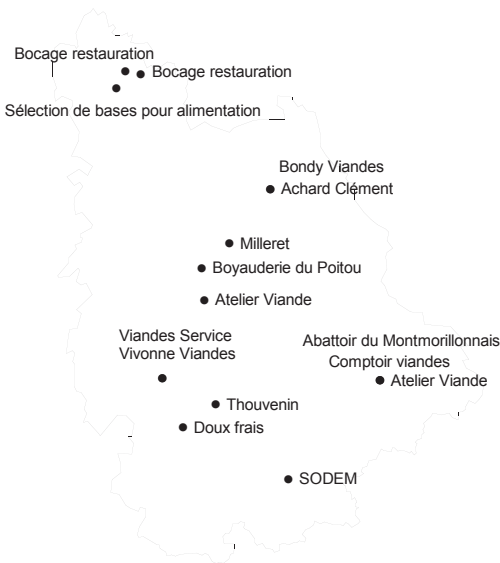 Bocage restauration
Bocage restauration
Sélection de bases pour alimentation
Bondy Viandes
Achard Clément
Milleret
Boyauderie du Poitou
Atelier Viande
Viandes Service
Vivonne Viandes
Abattoir du Montmorillonnais
Comptoir viandes
Atelier Viande
Thouvenin
Doux frais
SODEM